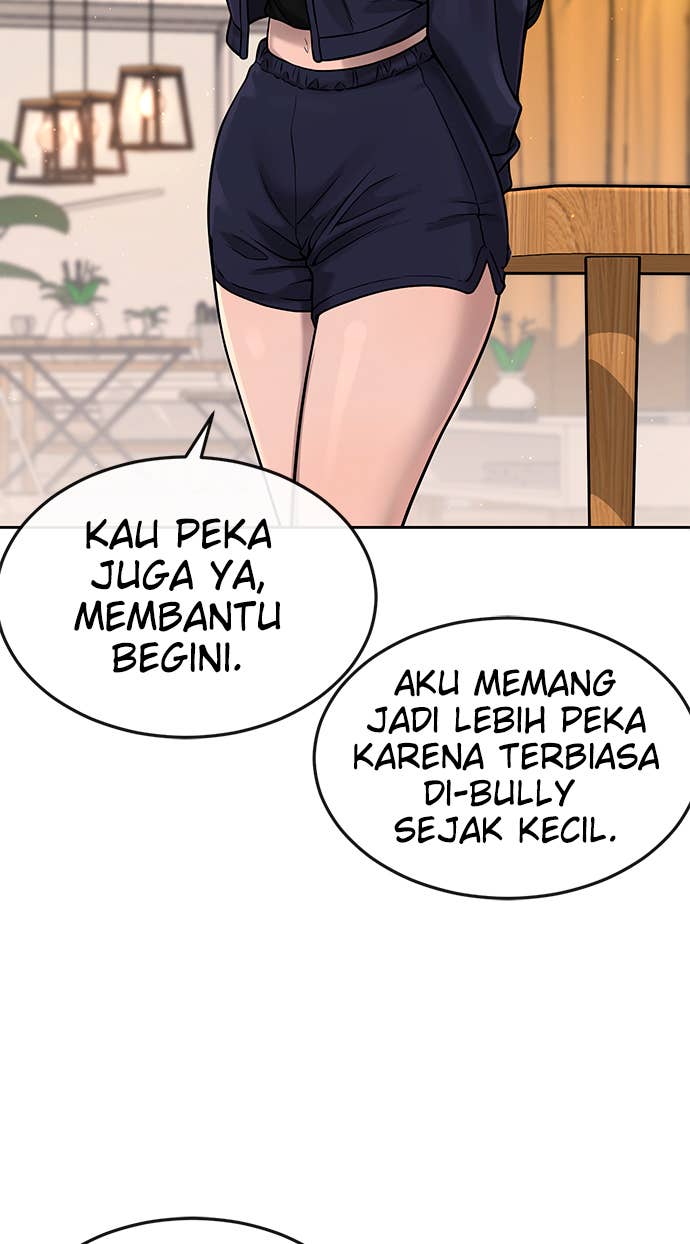 KAU PEKA
JUGA YA,
MEMBANTU
BEGINI.
AKU MEMANG
JADI LEBIH PEKA
KARENA TERBIASA
DI-BULLY
SEJAK KECIL.